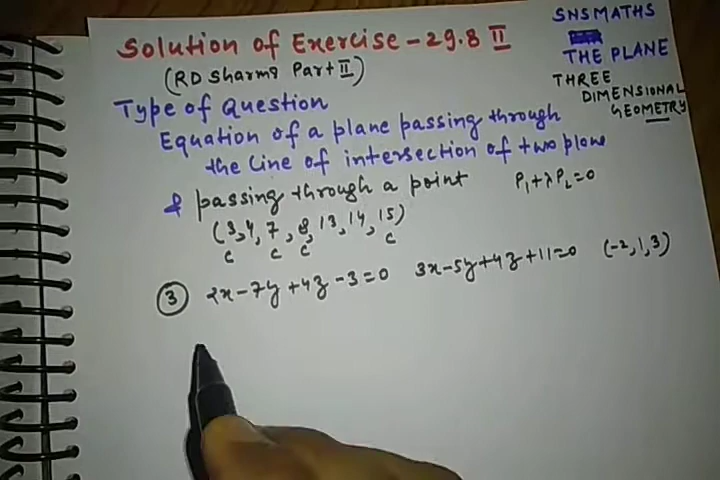 Solution of Exercise - 29.8 II
(RD Sharma Part II)
SNSMATHS
THE PLANE
THREE
DIMENSIONAL
GEOMETRY
Type of Question
Equation of a plane passing through
the line of intersection of two plane
& passing through a point P₁+λP₂=0
(3,4,7,8,13,14,15)
c c c c
③ 2x-7y+4z-3=0 3x-5y+4z+11=0 (-2,1,3)